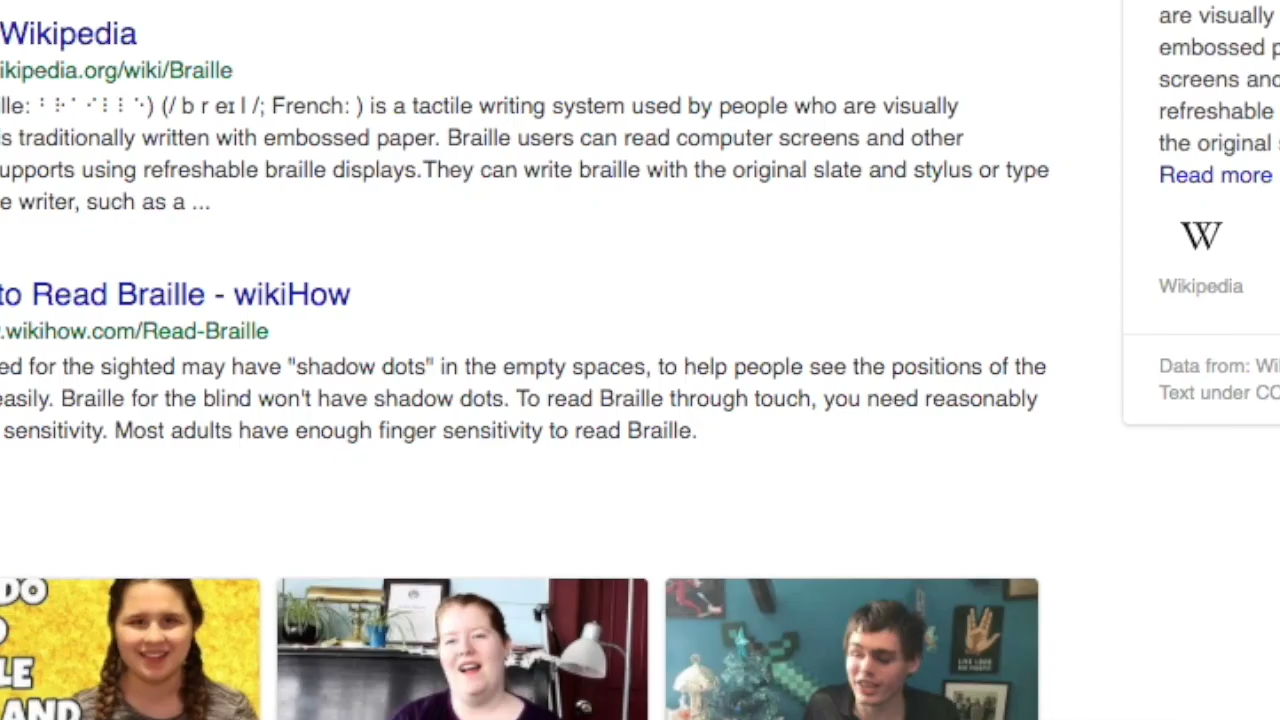 Wikipedia
ikipedia.org/wiki/Braille
lle: ⠃⠗⠁⠊⠇⠇⠑) (/ b r eɪ l /; French: ) is a tactile writing system used by people who are visually
s traditionally written with embossed paper. Braille users can read computer screens and other
upports using refreshable braille displays.They can write braille with the original slate and stylus or type
e writer, such as a ...
to Read Braille - wikiHow
.wikihow.com/Read-Braille
ed for the sighted may have "shadow dots" in the empty spaces, to help people see the positions of the
easily. Braille for the blind won't have shadow dots. To read Braille through touch, you need reasonably
sensitivity. Most adults have enough finger sensitivity to read Braille.
are visually
embossed p
screens and
refreshable
the original s
Read more
W
Wikipedia
Data from: Wi
Text under CC
DO
LE
AND
LIVE LONG